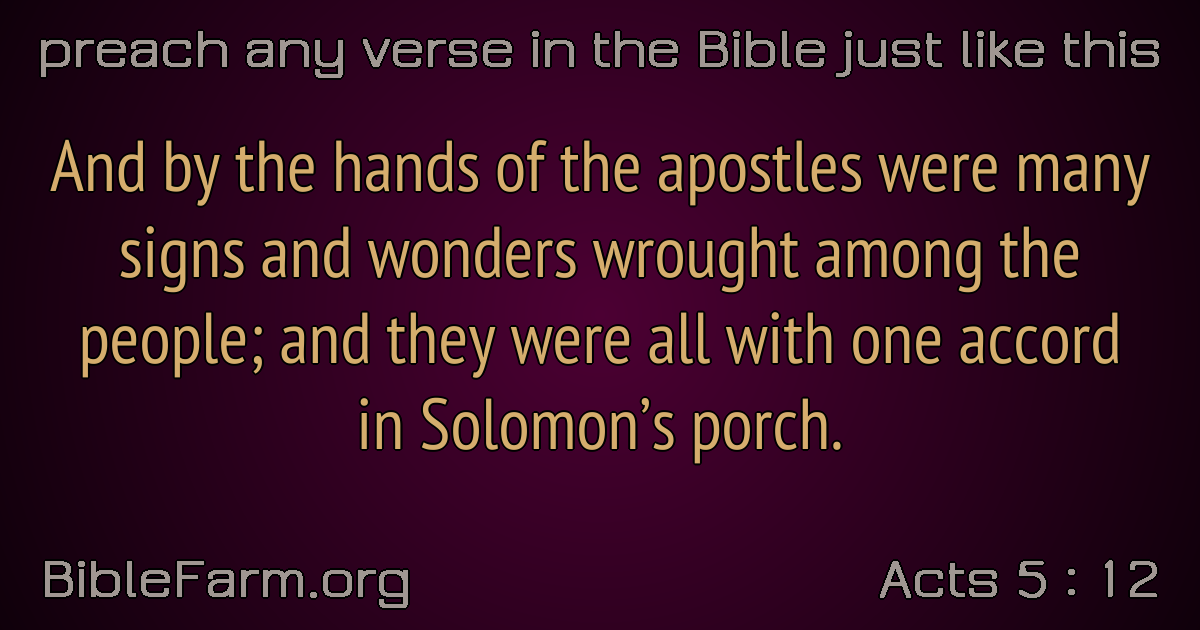 preach any verse in the Bible just like this
And by the hands of the apostles were many
signs and wonders wrought among the
people; and they were all with one accord
in Solomon’s porch.
BibleFarm.org
Acts 5 : 12